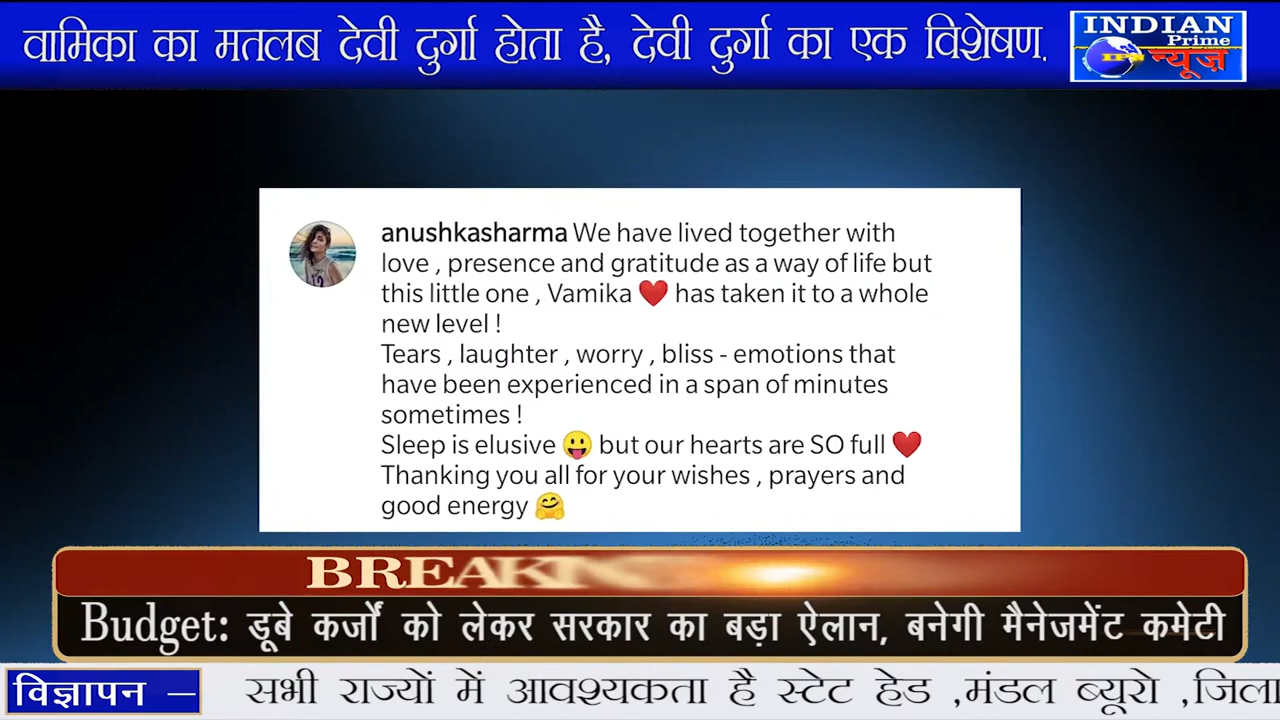 वामिका का मतलब देवी दुर्गा होता है, देवी दुर्गा का एक विशेषण.
INDIAN
Prime
IPN न्यूज़
anushkasharma We have lived together with
love , presence and gratitude as a way of life but
this little one , Vamika ❤️ has taken it to a whole
new level !
Tears , laughter , worry , bliss - emotions that
have been experienced in a span of minutes
sometimes !
Sleep is elusive 😛 but our hearts are SO full ❤️
Thanking you all for your wishes , prayers and
good energy 🤗
BREAKIN
Budget: डूबे कर्जों को लेकर सरकार का बड़ा ऐलान, बनेगी मैनेजमेंट कमेटी
विज्ञापन – सभी राज्यों में आवश्यकता है स्टेट हेड ,मंडल ब्यूरो ,जिला